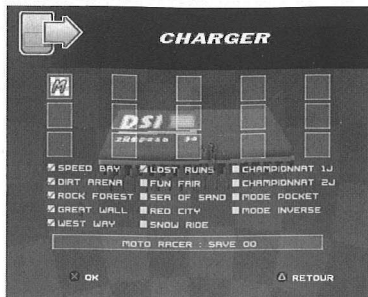 CHARGER
M
DSI
SPEED BAY LOST RUINS CHAMPIONNAT 1J
DIRT ARENA FUN FAIR CHAMPIONNAT 2J
ROCK FOREST SEA OF SAND MODE POCKET
GREAT WALL RED CITY MODE INVERSE
WEST WAY SNOW RIDE
MOTO RACER : SAVE 00
OK RETOUR